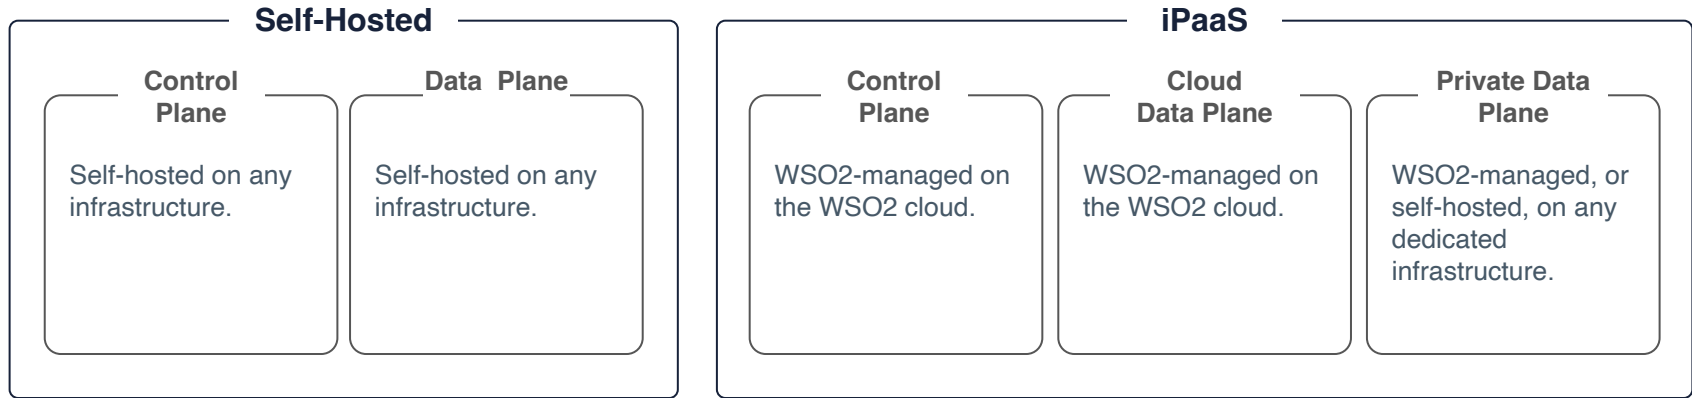 Self-Hosted
Control
Plane
Self-hosted on any
infrastructure.
Data Plane
Self-hosted on any
infrastructure.
iPaaS
Control
Plane
WSO2-managed on
the WSO2 cloud.
Cloud
Data Plane
WSO2-managed on
the WSO2 cloud.
Private Data
Plane
WSO2-managed, or
self-hosted, on any
dedicated
infrastructure.